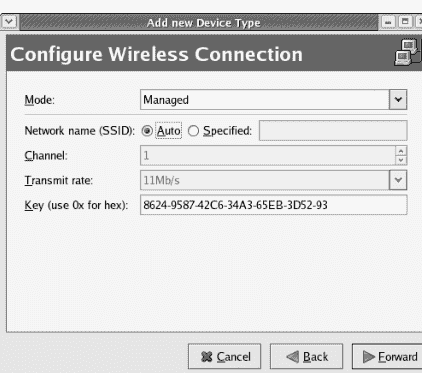 Add new Device Type
Configure Wireless Connection
Mode: Managed
Network name (SSID): Auto Specified:
Channel: 1
Transmit rate: 11Mb/s
Key (use 0x for hex): 8624-9587-42C6-34A3-65EB-3D52-93
Cancel Back Forward